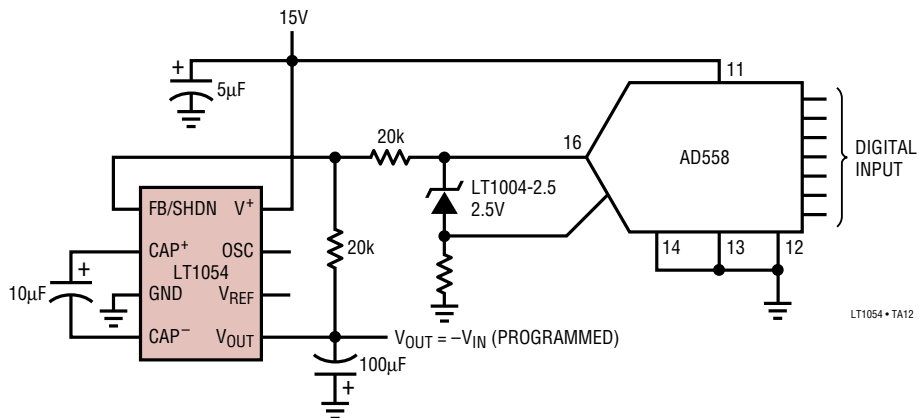 15V
+
5µF
11
20k
16
AD558
DIGITAL
INPUT
LT1004-2.5
2.5V
FB/SHDN
V+
20k
CAP+
OSC
LT1054
+
10µF
GND
VREF
CAP–
VOUT
14
13
12
VOUT = –VIN (PROGRAMMED)
100µF
+
LT1054 • TA12